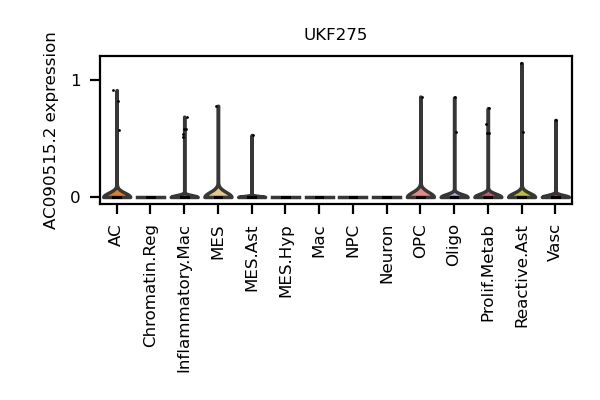 UKF275
AC090515.2 expression
1
0
AC
Chromatin.Reg
Inflammatory.Mac
MES
MES.Ast
MES.Hyp
Mac
NPC
Neuron
OPC
Oligo
Prolif.Metab
Reactive.Ast
Vasc